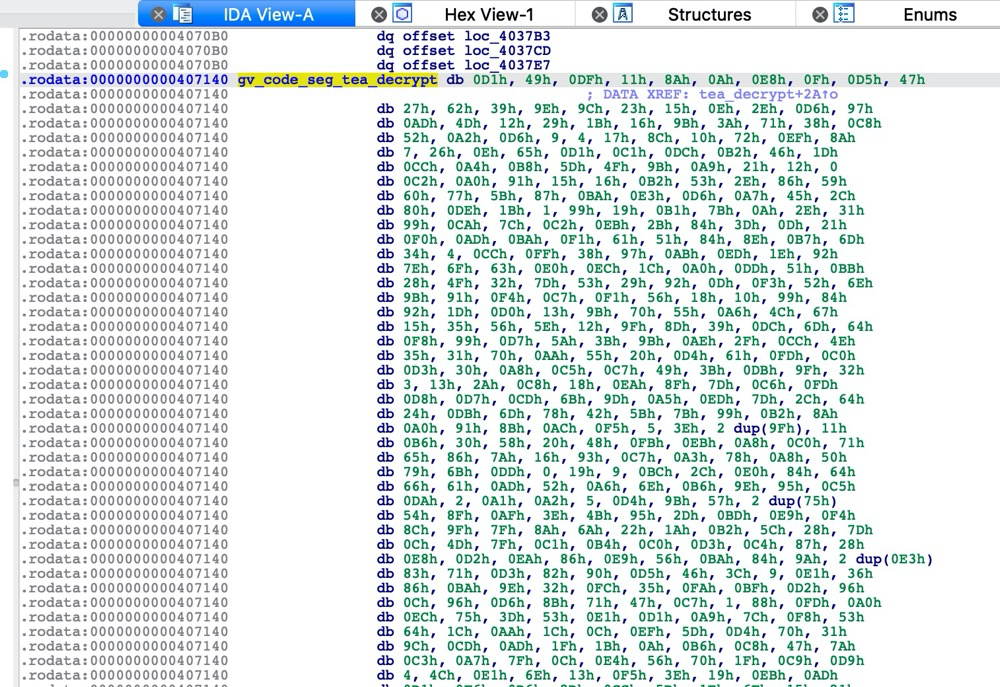 IDA View-A Hex View-1 Structures Enums
.rodata:00000000004070B0 dq offset loc_4037B3
.rodata:00000000004070B0 dq offset loc_4037CD
.rodata:00000000004070B0 dq offset loc_4037E7
.rodata:0000000000407140 gv_code_seg_tea_decrypt db 0D1h, 49h, 0DFh, 11h, 8Ah, 0Ah, 0E8h, 0Fh, 0D5h, 47h
.rodata:0000000000407140 ; DATA XREF: tea_decrypt+2A↑o
.rodata:0000000000407140 db 27h, 62h, 39h, 9Eh, 9Ch, 23h, 15h, 0Eh, 2Eh, 0D6h, 97h
.rodata:0000000000407140 db 0ADh, 4Dh, 12h, 29h, 1Bh, 16h, 9Bh, 3Ah, 71h, 38h, 0C8h
.rodata:0000000000407140 db 52h, 0A2h, 0D6h, 9, 4, 17h, 8Ch, 10h, 72h, 0EFh, 8Ah
.rodata:0000000000407140 db 7, 26h, 0Eh, 65h, 0D1h, 0C1h, 0DCh, 0B2h, 46h, 1Dh
.rodata:0000000000407140 db 0CCh, 0A4h, 0B8h, 5Dh, 4Fh, 9Bh, 0A9h, 21h, 12h, 0
.rodata:0000000000407140 db 0C2h, 0A0h, 91h, 15h, 16h, 0B2h, 53h, 2Eh, 86h, 59h
.rodata:0000000000407140 db 60h, 77h, 5Bh, 87h, 0BAh, 0E3h, 0D6h, 0A7h, 45h, 2Ch
.rodata:0000000000407140 db 80h, 0DEh, 1Bh, 1, 99h, 19h, 0B1h, 7Bh, 0Ah, 2Eh, 31h
.rodata:0000000000407140 db 99h, 0CAh, 7Ch, 0C2h, 0EBh, 2Bh, 84h, 3Dh, 0Dh, 21h
.rodata:0000000000407140 db 0F0h, 0ADh, 0BAh, 0F1h, 61h, 51h, 84h, 8Eh, 0B7h, 6Dh
.rodata:0000000000407140 db 34h, 4, 0CCh, 0FFh, 38h, 97h, 0ABh, 0EDh, 1Eh, 92h
.rodata:0000000000407140 db 7Eh, 6Fh, 63h, 0E0h, 0ECh, 1Ch, 0A0h, 0DDh, 51h, 0BBh
.rodata:0000000000407140 db 28h, 4Fh, 32h, 7Dh, 53h, 29h, 92h, 0Dh, 0F3h, 52h, 6Eh
.rodata:0000000000407140 db 9Bh, 91h, 0F4h, 0C7h, 0F1h, 56h, 18h, 10h, 99h, 84h
.rodata:0000000000407140 db 92h, 1Dh, 0D0h, 13h, 9Bh, 70h, 55h, 0A6h, 4Ch, 67h
.rodata:0000000000407140 db 15h, 35h, 56h, 5Eh, 12h, 9Fh, 8Dh, 39h, 0DCh, 6Dh, 64h
.rodata:0000000000407140 db 0F8h, 99h, 0D7h, 5Ah, 3Bh, 9Bh, 0AEh, 2Fh, 0CCh, 4Eh
.rodata:0000000000407140 db 35h, 31h, 70h, 0AAh, 55h, 20h, 0D4h, 61h, 0FDh, 0C0h
.rodata:0000000000407140 db 0D3h, 30h, 0A8h, 0C5h, 0C7h, 49h, 3Bh, 0DBh, 9Fh, 32h
.rodata:0000000000407140 db 3, 13h, 2Ah, 0C8h, 18h, 0EAh, 8Fh, 7Dh, 0C6h, 0FDh
.rodata:0000000000407140 db 0D8h, 0D7h, 0CDh, 6Bh, 9Dh, 0A5h, 0EDh, 7Dh, 2Ch, 64h
.rodata:0000000000407140 db 24h, 0DBh, 6Dh, 78h, 42h, 5Bh, 7Bh, 99h, 0B2h, 8Ah
.rodata:0000000000407140 db 0A0h, 91h, 8Bh, 0ACh, 0F5h, 5, 3Eh, 2 dup(9Fh), 11h
.rodata:0000000000407140 db 0B6h, 30h, 58h, 20h, 48h, 0FBh, 0EBh, 0A8h, 0C0h, 71h
.rodata:0000000000407140 db 65h, 86h, 7Ah, 16h, 93h, 0C7h, 0A3h, 78h, 0A8h, 50h
.rodata:0000000000407140 db 79h, 6Bh, 0DDh, 0, 19h, 9, 0BCh, 2Ch, 0E0h, 84h, 64h
.rodata:0000000000407140 db 66h, 61h, 0ADh, 52h, 0A6h, 6Eh, 0B6h, 9Eh, 95h, 0C5h
.rodata:0000000000407140 db 0DAh, 2, 0A1h, 0A2h, 5, 0D4h, 9Bh, 57h, 2 dup(75h)
.rodata:0000000000407140 db 54h, 8Fh, 0AFh, 3Eh, 4Bh, 95h, 2Dh, 0BDh, 0E9h, 0F4h
.rodata:0000000000407140 db 8Ch, 9Fh, 7Fh, 8Ah, 6Ah, 22h, 1Ah, 0B2h, 5Ch, 28h, 7Dh
.rodata:0000000000407140 db 0Ch, 4Dh, 7Fh, 0C1h, 0B4h, 0C0h, 0D3h, 0C4h, 87h, 28h
.rodata:0000000000407140 db 0E8h, 0D2h, 0EAh, 86h, 0E9h, 56h, 0BAh, 84h, 9Ah, 2 dup(0E3h)
.rodata:0000000000407140 db 83h, 71h, 0D3h, 82h, 90h, 0D5h, 46h, 3Ch, 9, 0E1h, 36h
.rodata:0000000000407140 db 86h, 0BAh, 9Eh, 32h, 0FCh, 35h, 0FAh, 0BFh, 0D2h, 96h
.rodata:0000000000407140 db 0Ch, 96h, 0D6h, 8Bh, 71h, 47h, 0C7h, 1, 88h, 0FDh, 0A0h
.rodata:0000000000407140 db 0ECh, 75h, 3Dh, 53h, 0E1h, 0D1h, 0A9h, 7Ch, 0F8h, 53h
.rodata:0000000000407140 db 64h, 1Ch, 0AAh, 1Ch, 0Ch, 0EFh, 5Dh, 0D4h, 70h, 31h
.rodata:0000000000407140 db 9Ch, 0CDh, 0ADh, 1Fh, 1Bh, 0Ah, 0B6h, 0C8h, 47h, 7Ah
.rodata:0000000000407140 db 0C3h, 0A7h, 7Fh, 0Ch, 0E4h, 56h, 70h, 1Fh, 0C9h, 0D9h
.rodata:0000000000407140 db 4, 4Ch, 0E1h, 6Eh, 13h, 0F5h, 3Eh, 19h, 0EBh, 0ADh